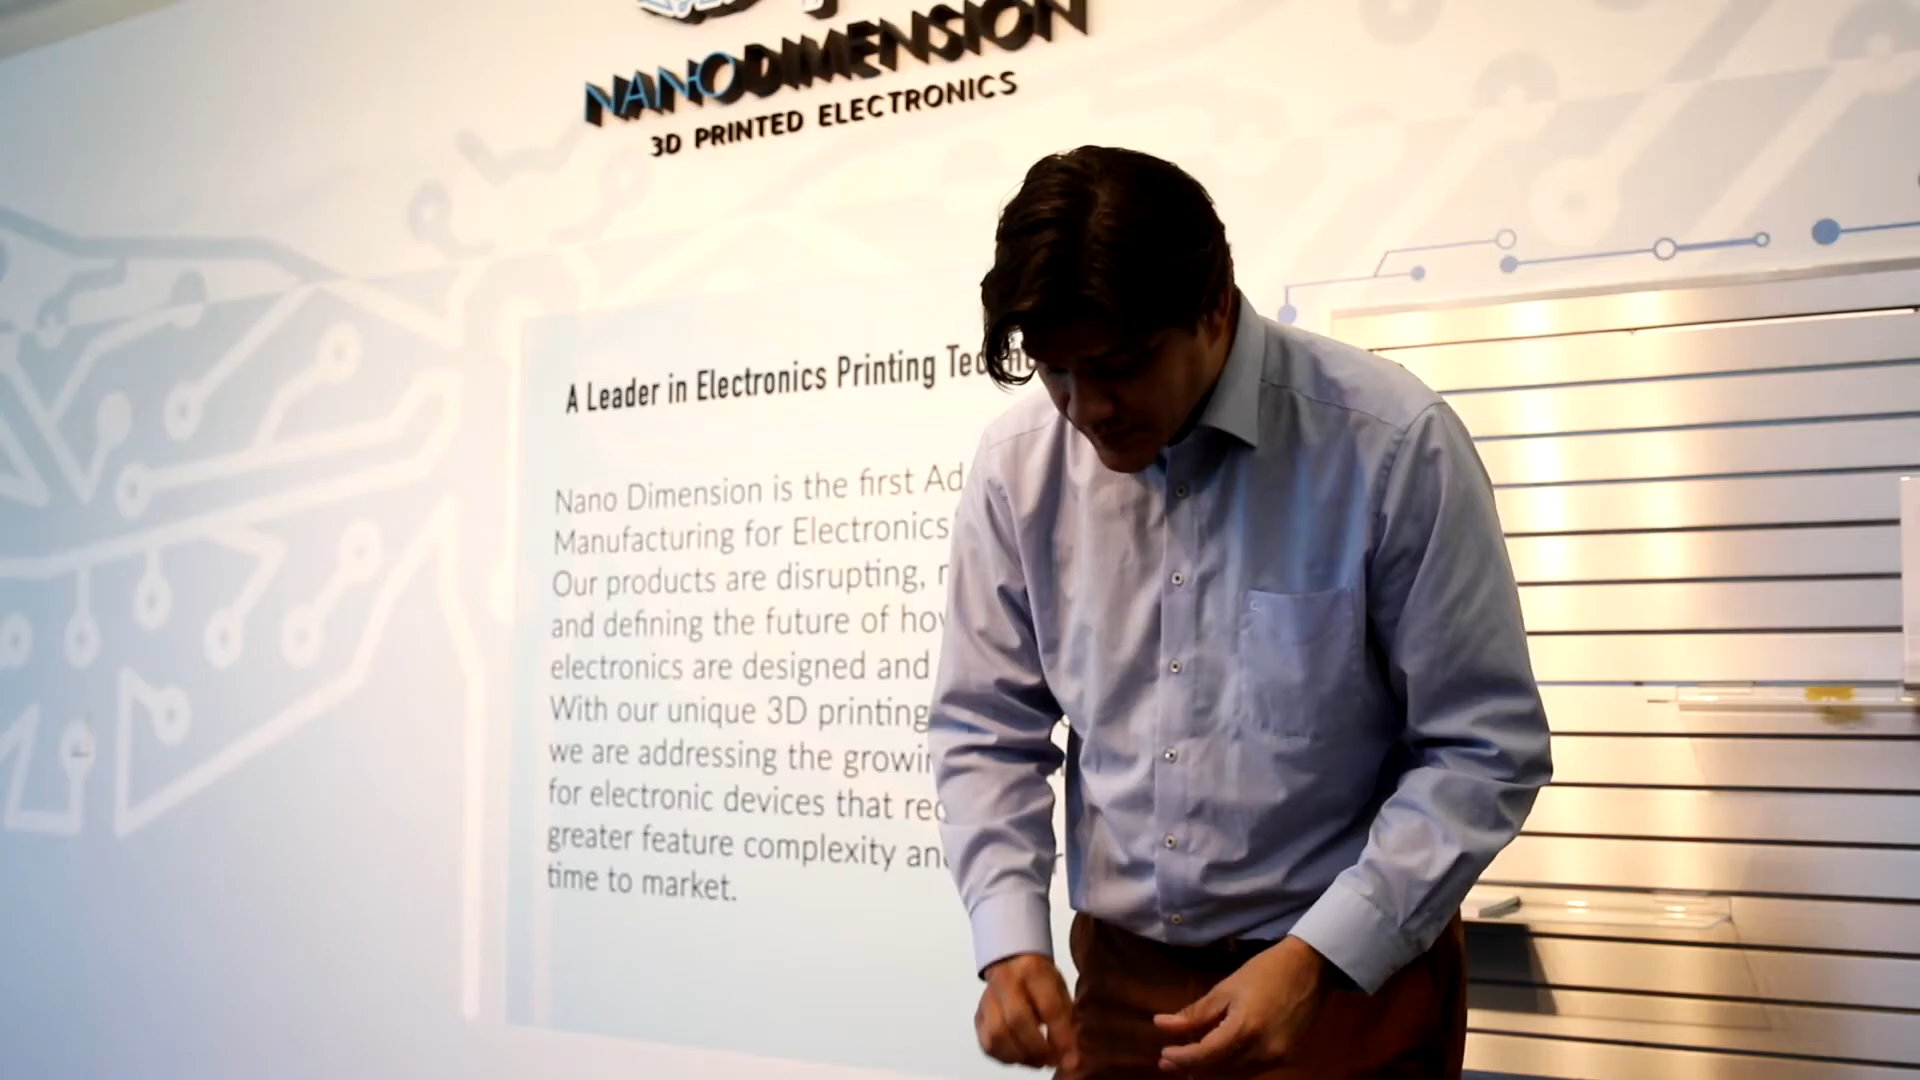 NANODIMENSION
3D PRINTED ELECTRONICS
A Leader in Electronics Printing
Nano Dimension is the first
Manufacturing for Electronics
Our products are disrupting,
and defining the future of
electronics are designed and
With our unique 3D printing
we are addressing the
for electronic devices that
greater feature complexity
time to market.